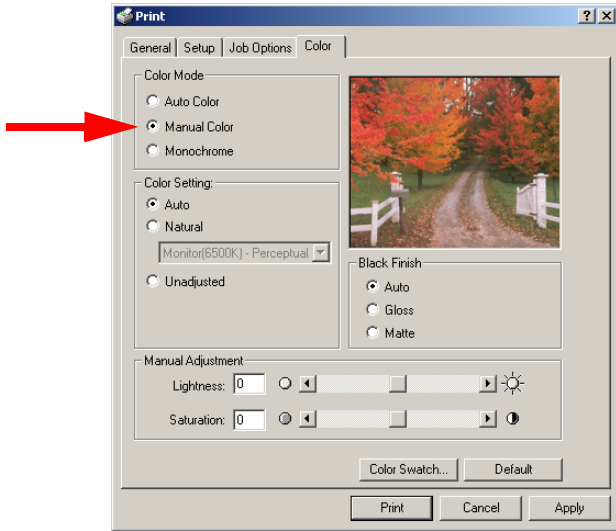 Print
General Setup Job Options Color
Color Mode
Auto Color
Manual Color
Monochrome
Color Setting:
Auto
Natural
Monitor(6500K) - Perceptual
Unadjusted
Black Finish
Auto
Gloss
Matte
Manual Adjustment
Lightness: 0
Saturation: 0
Color Swatch... Default
Print Cancel Apply